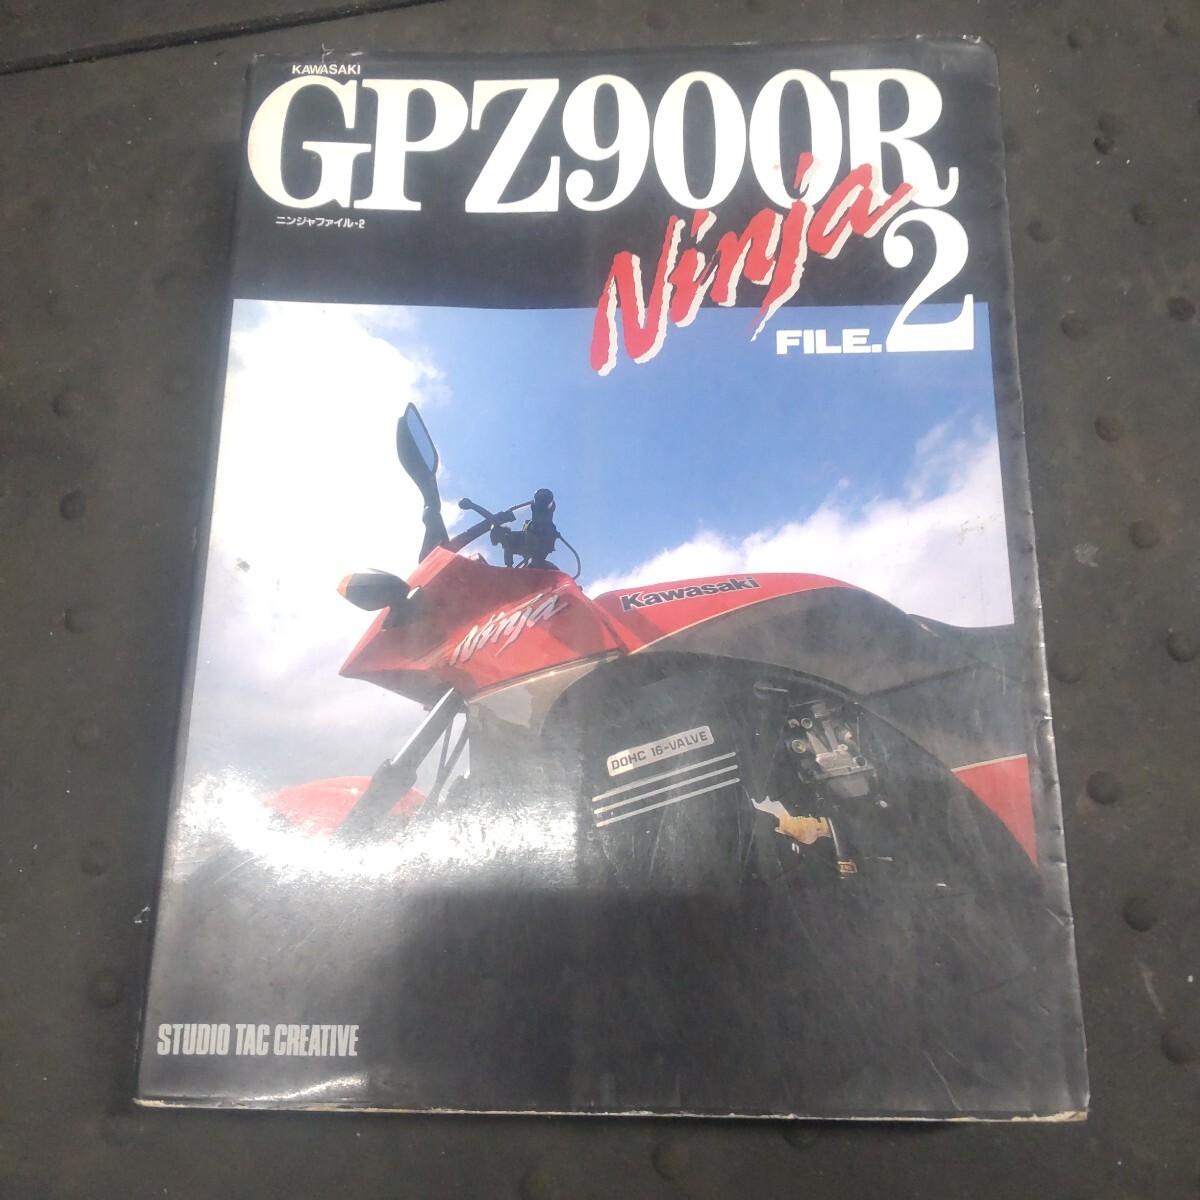 KAWASAKI
GPZ900R
ニンジャファイル・2
Ninja
FILE.2
Kawasaki
Ninja
DOHC 16-VALVE
STUDIO TAC CREATIVE